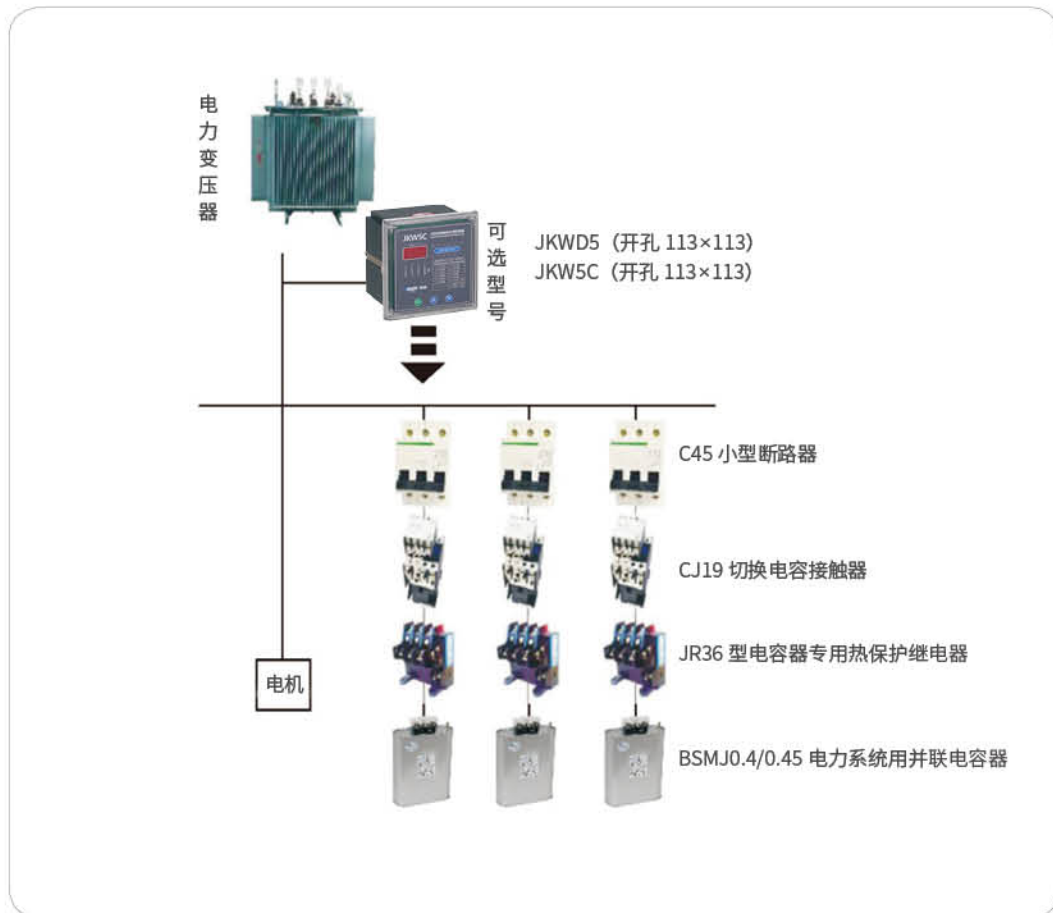 电力变压器
JKW5C
可选型号
JKWD5（开孔 113×113）
JKW5C（开孔 113×113）
C45 小型断路器
CJ19 切换电容接触器
JR36 型电容器专用热保护继电器
电机
BSMJ0.4/0.45 电力系统用并联电容器